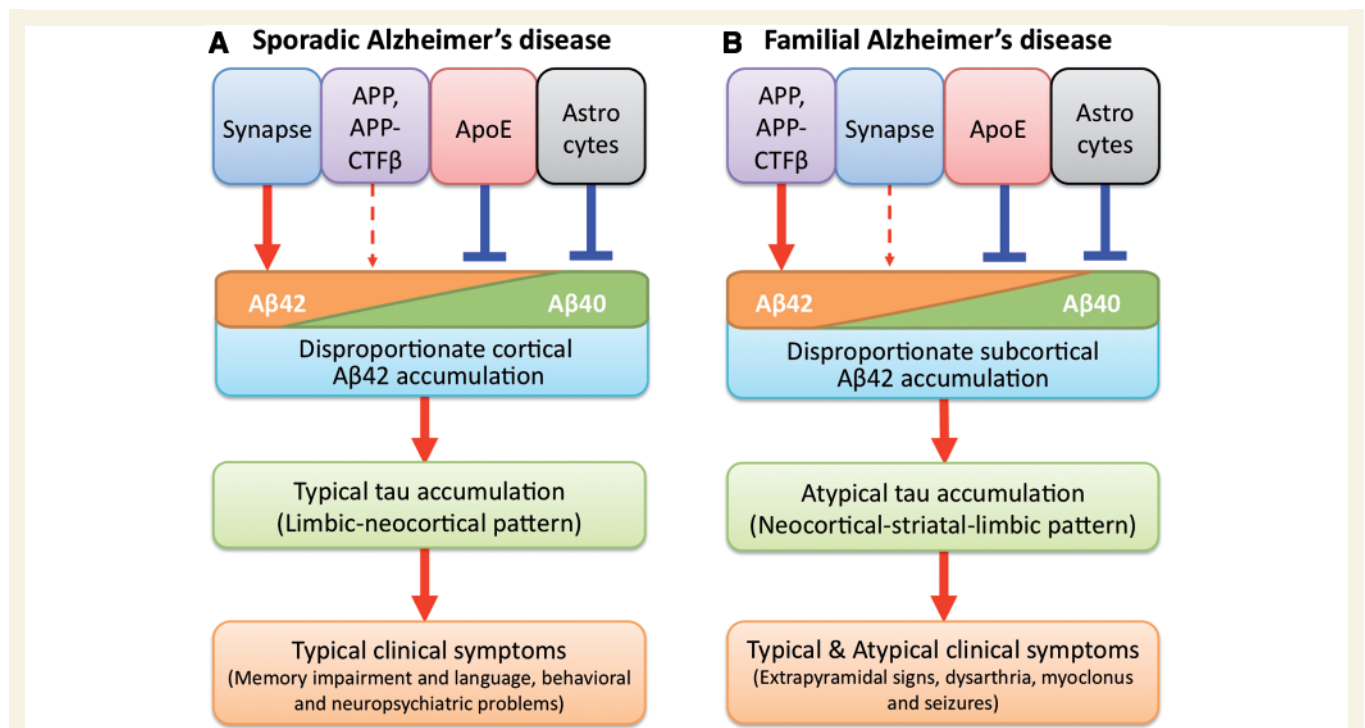 A Sporadic Alzheimer's disease
Synapse
APP,
APP-
CTFβ
ApoE
Astro
cytes
Aβ42
Aβ40
Disproportionate cortical
Aβ42 accumulation
Typical tau accumulation
(Limbic-neocortical pattern)
Typical clinical symptoms
(Memory impairment and language, behavioral
and neuropsychiatric problems)
B Familial Alzheimer's disease
APP,
APP-
CTFβ
Synapse
ApoE
Astro
cytes
Aβ42
Aβ40
Disproportionate subcortical
Aβ42 accumulation
Atypical tau accumulation
(Neocortical-striatal-limbic pattern)
Typical & Atypical clinical symptoms
(Extrapyramidal signs, dysarthria, myoclonus
and seizures)